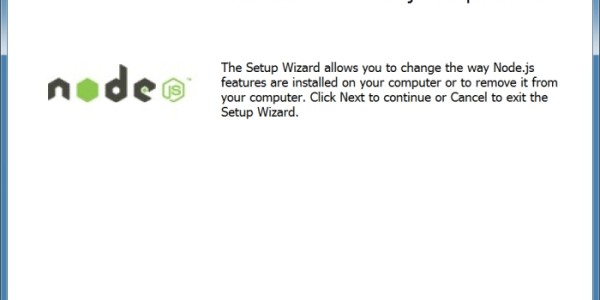 The Setup Wizard allows you to change the way Node.js
node JS ™
features are installed on your computer or to remove it from
your computer. Click Next to continue or Cancel to exit the
Setup Wizard.